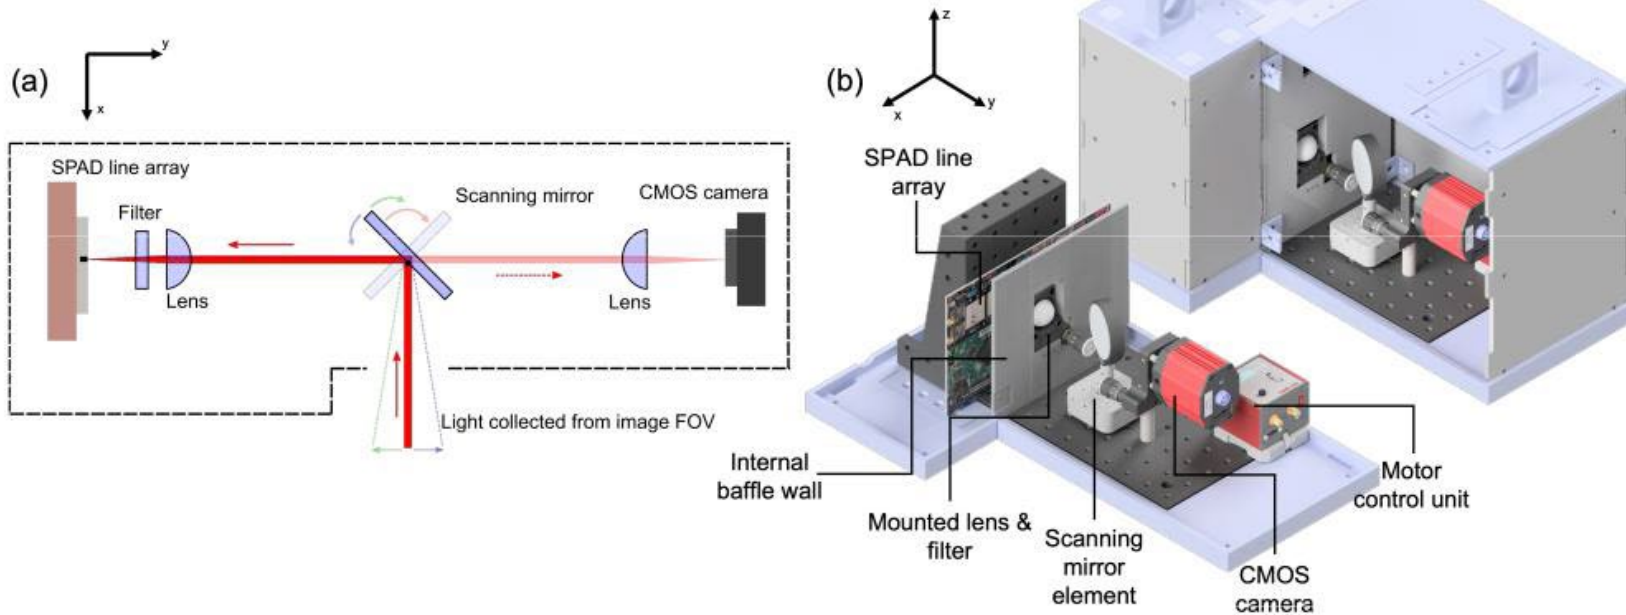 (a)
y
x
SPAD line array
Filter
Lens
Scanning mirror
CMOS camera
Lens
Light collected from image FOV
(b)
z
x
y
SPAD line
array
Internal
baffle wall
Mounted lens &
filter
Scanning
mirror
element
CMOS
camera
Motor
control unit